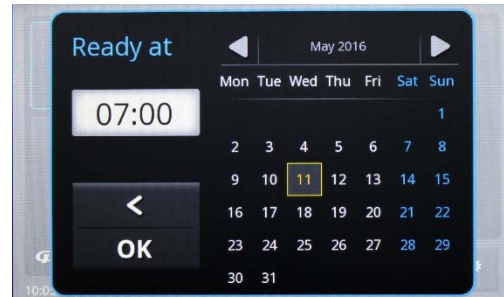 Ready at
07:00
<
OK
May 2016
Mon Tue Wed Thu Fri Sat Sun
1
2 3 4 5 6 7 8
9 10 11 12 13 14 15
16 17 18 19 20 21 22
23 24 25 26 27 28 29
30 31